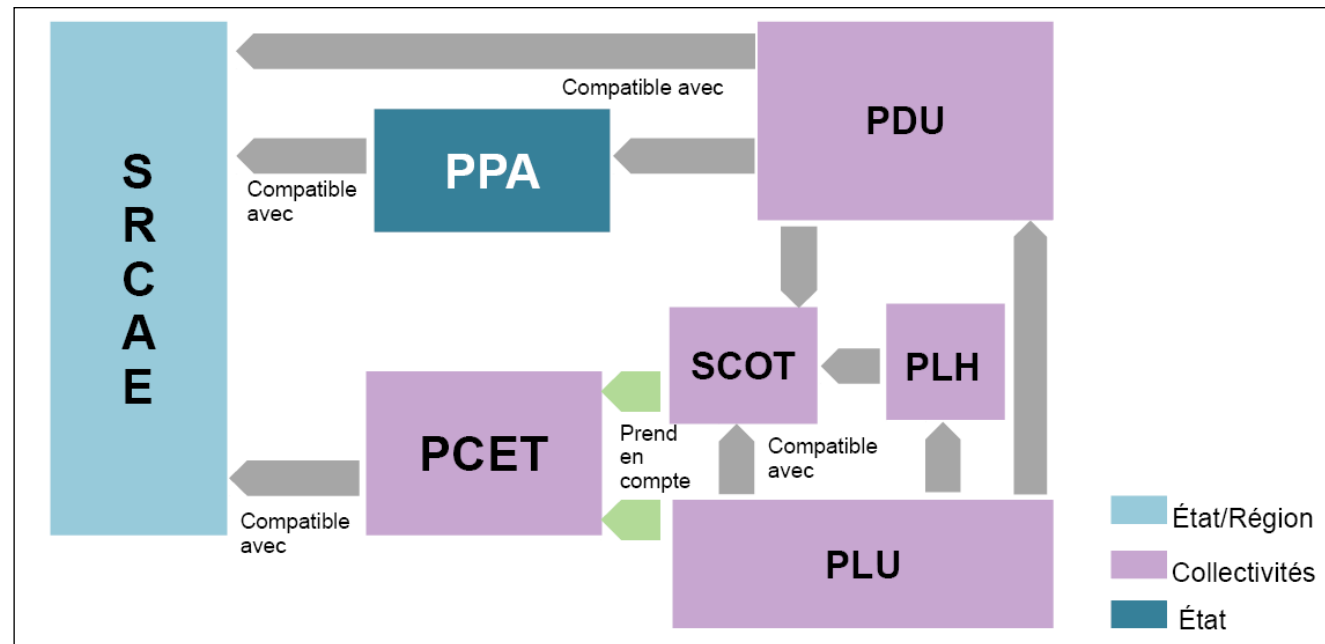 S
R
C
A
E
Compatible avec
PDU
PPA
Compatible
avec
SCOT
PLH
PCET
Prend
en
compte
Compatible
avec
Compatible
avec
PLU
État/Région
Collectivités
État